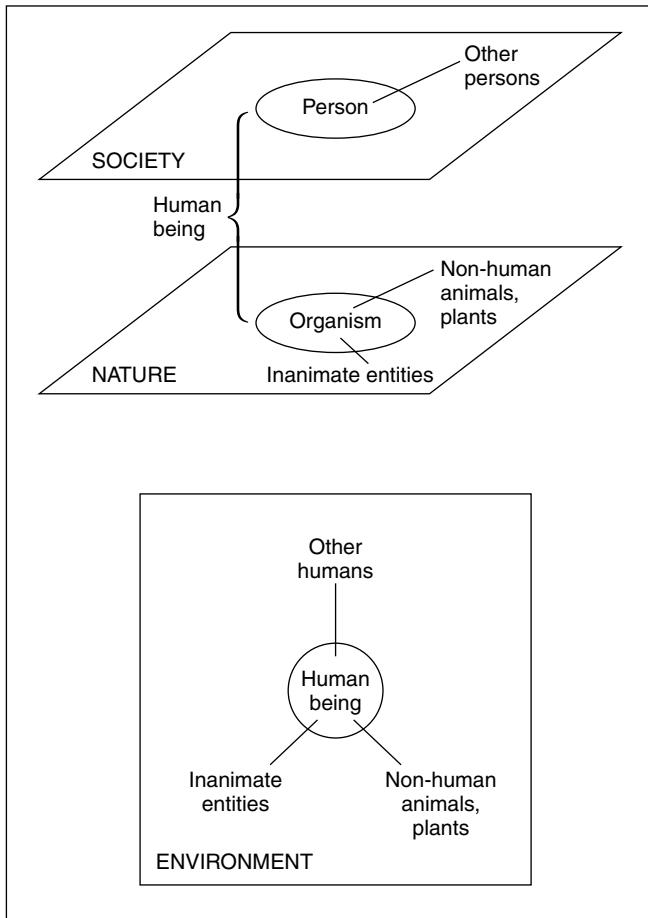 Other
persons
Person
SOCIETY
Human
being
Non-human
animals,
plants
Organism
Inanimate entities
NATURE
Other
humans
Human
being
Inanimate
entities
Non-human
animals,
plants
ENVIRONMENT